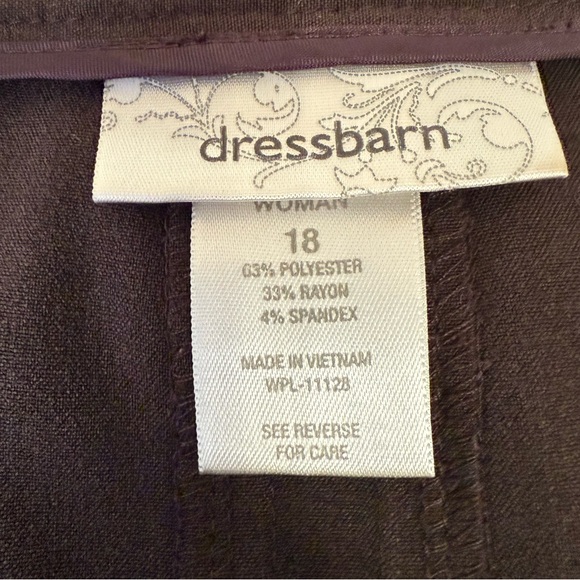 dressbarn
WOMAN
18
63% POLYESTER
33% RAYON
4% SPANDEX
MADE IN VIETNAM
WPL-11128
SEE REVERSE
FOR CARE